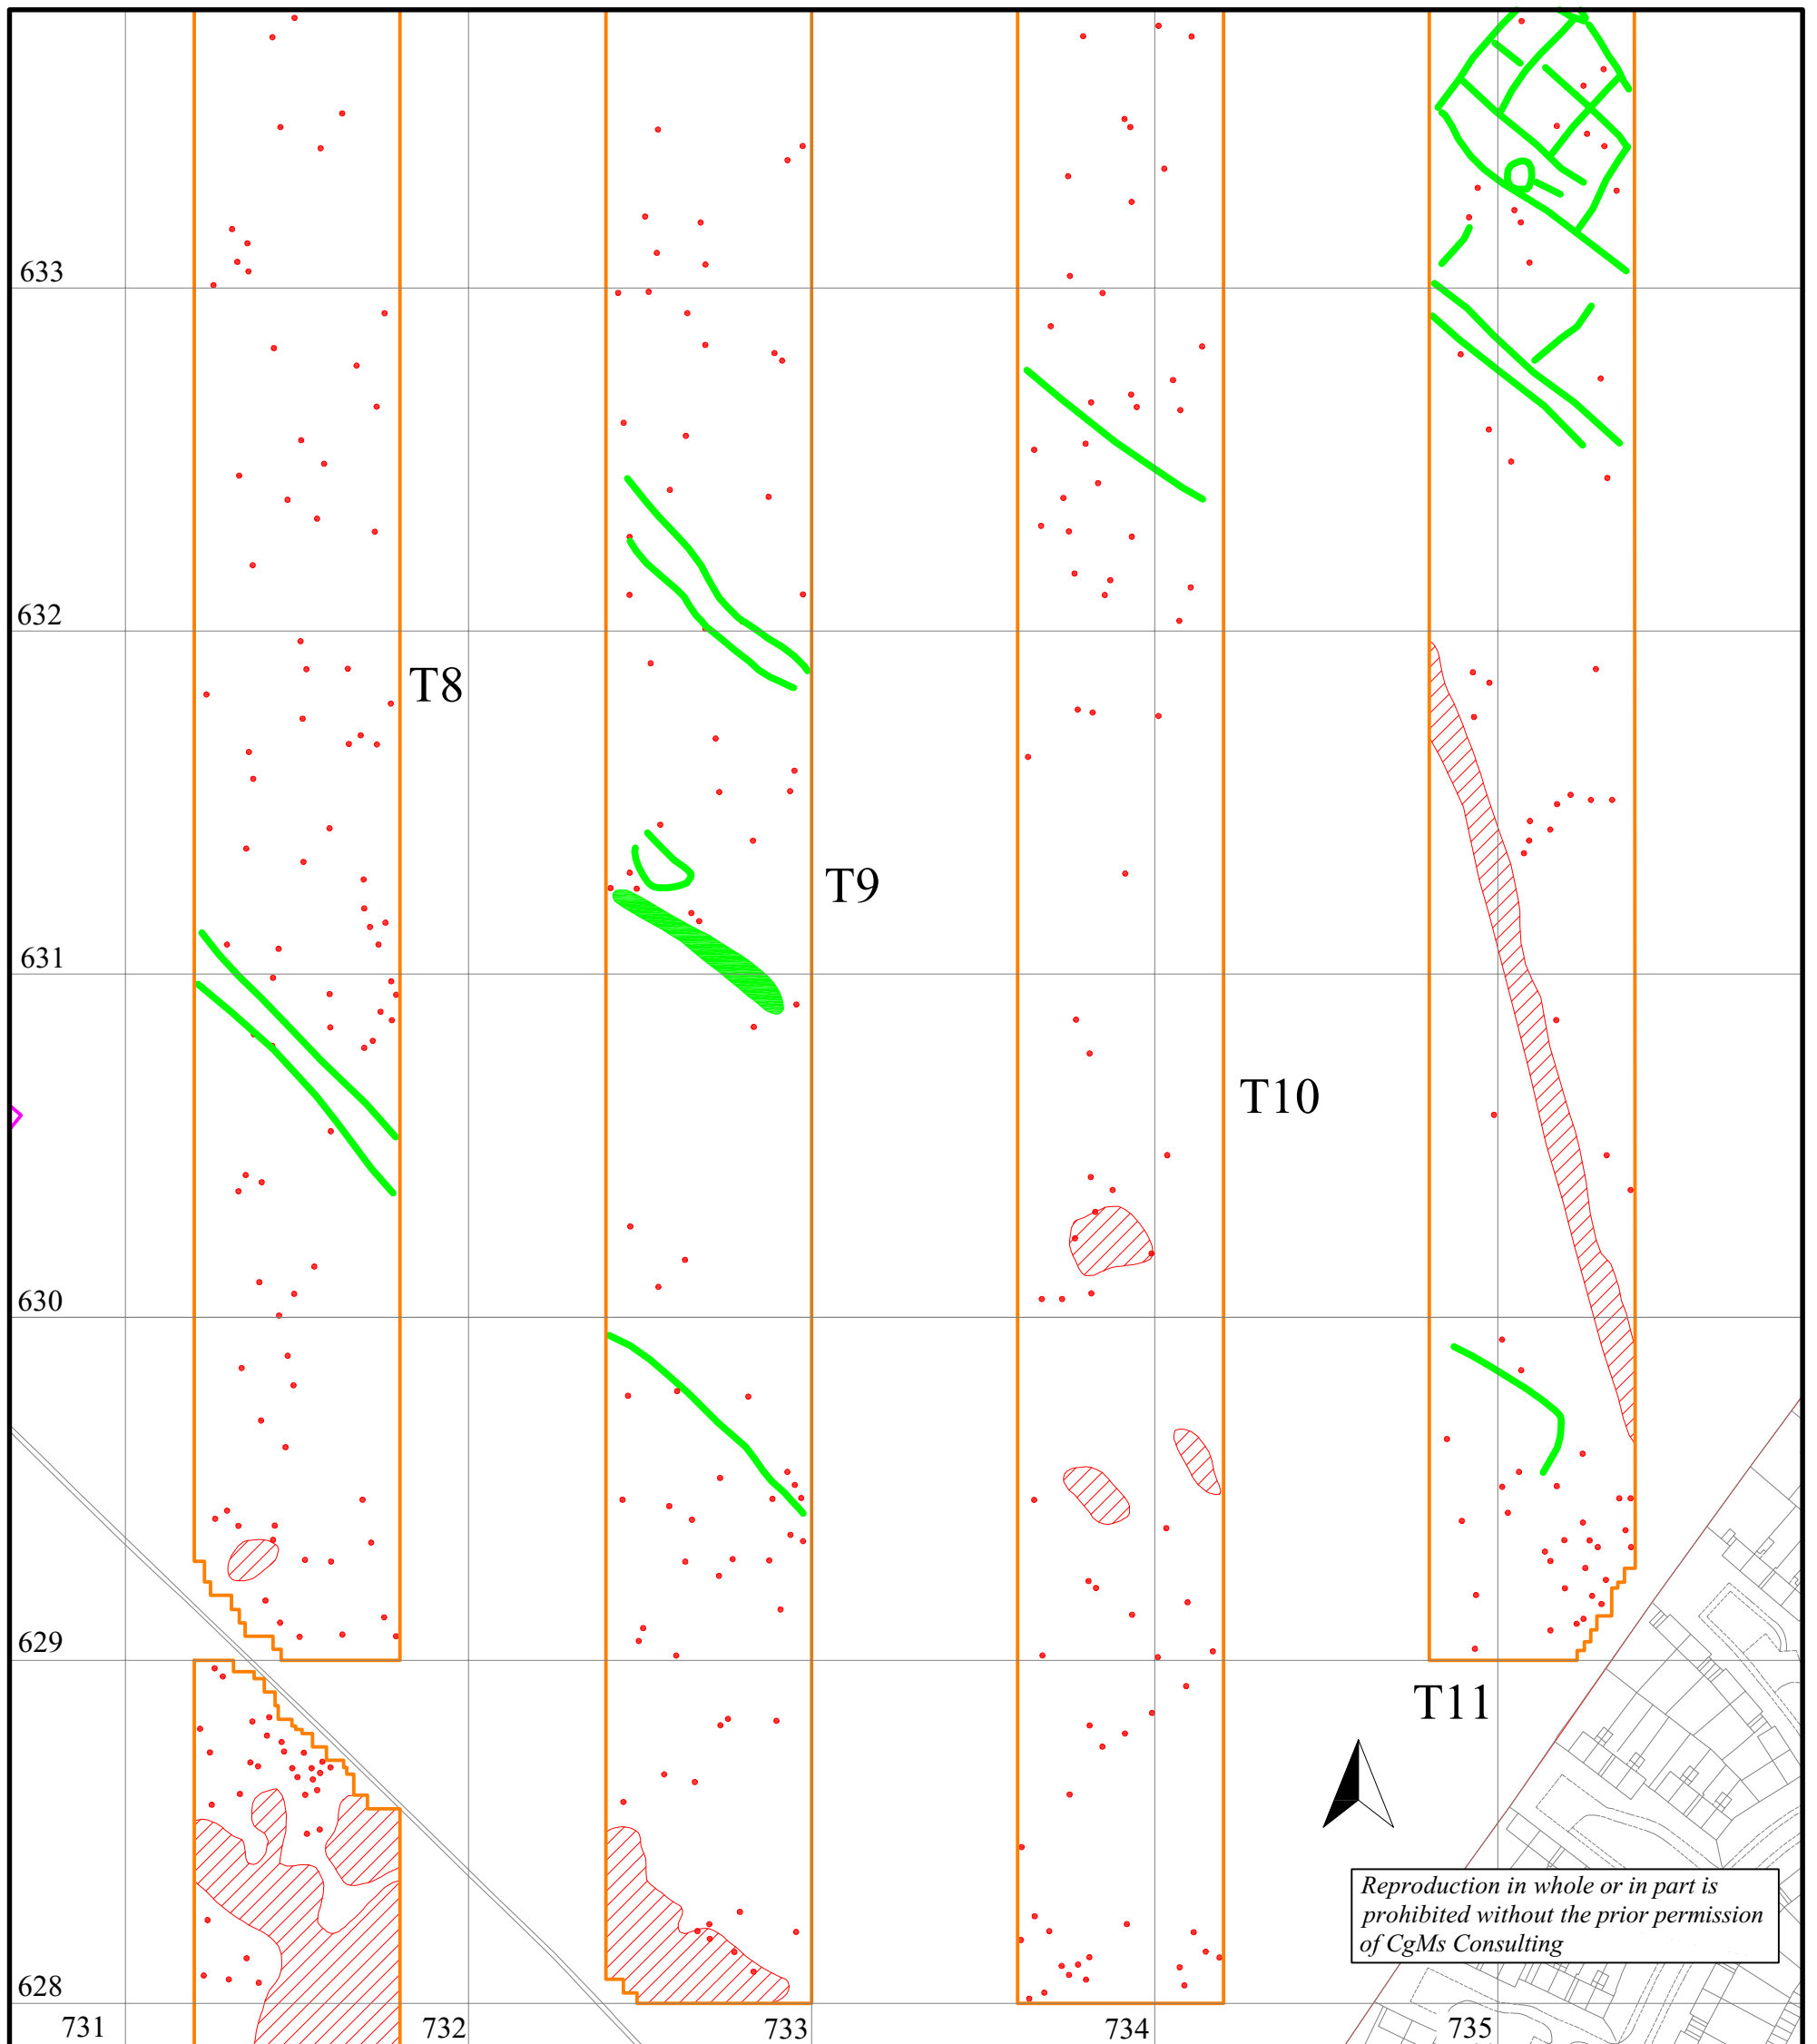 633
632
T8
T9
631
T10
630
629
T11
Reproduction in whole or in part is
prohibited without the prior permission
of CgMs Consulting
628
731
732
733
734
735